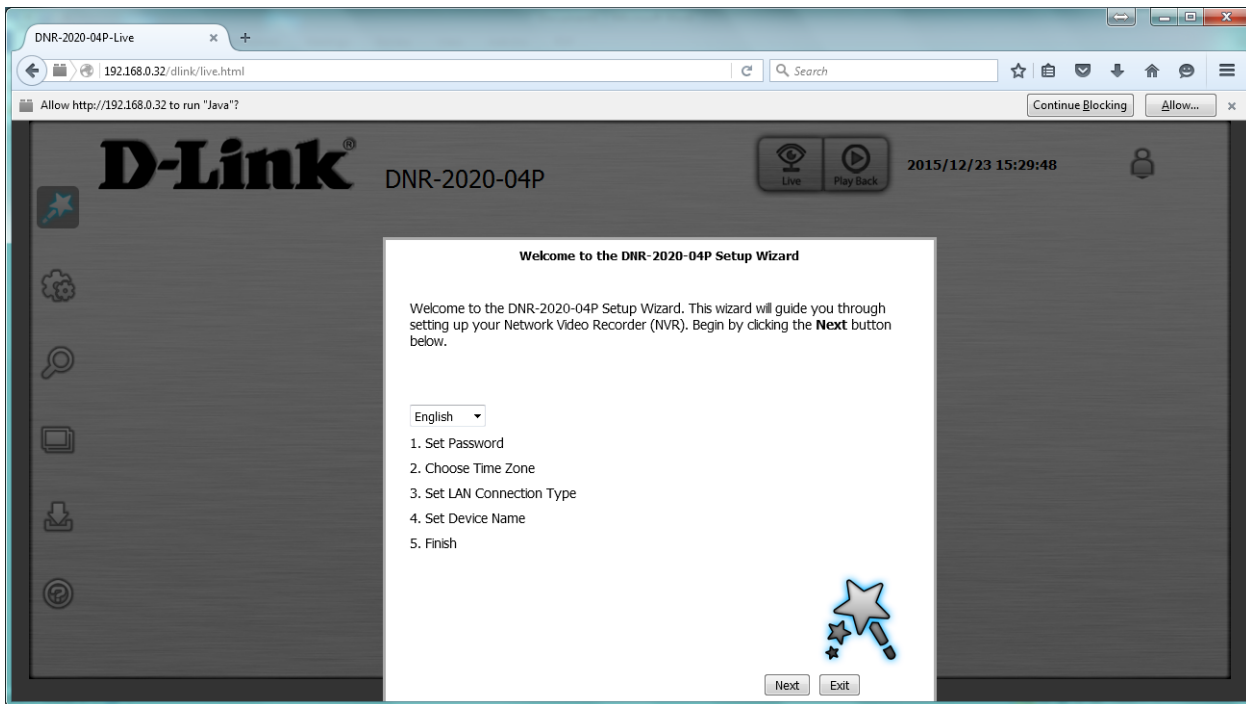 DNR-2020-04P-Live
192.168.0.32/dlink/live.html
Search
Allow http://192.168.0.32 to run "Java"?
Continue Blocking
Allow...
D-Link®
DNR-2020-04P
Live
Play Back
2015/12/23 15:29:48
Welcome to the DNR-2020-04P Setup Wizard
Welcome to the DNR-2020-04P Setup Wizard. This wizard will guide you through
setting up your Network Video Recorder (NVR). Begin by clicking the Next button
below.
English
1. Set Password
2. Choose Time Zone
3. Set LAN Connection Type
4. Set Device Name
5. Finish
Next
Exit